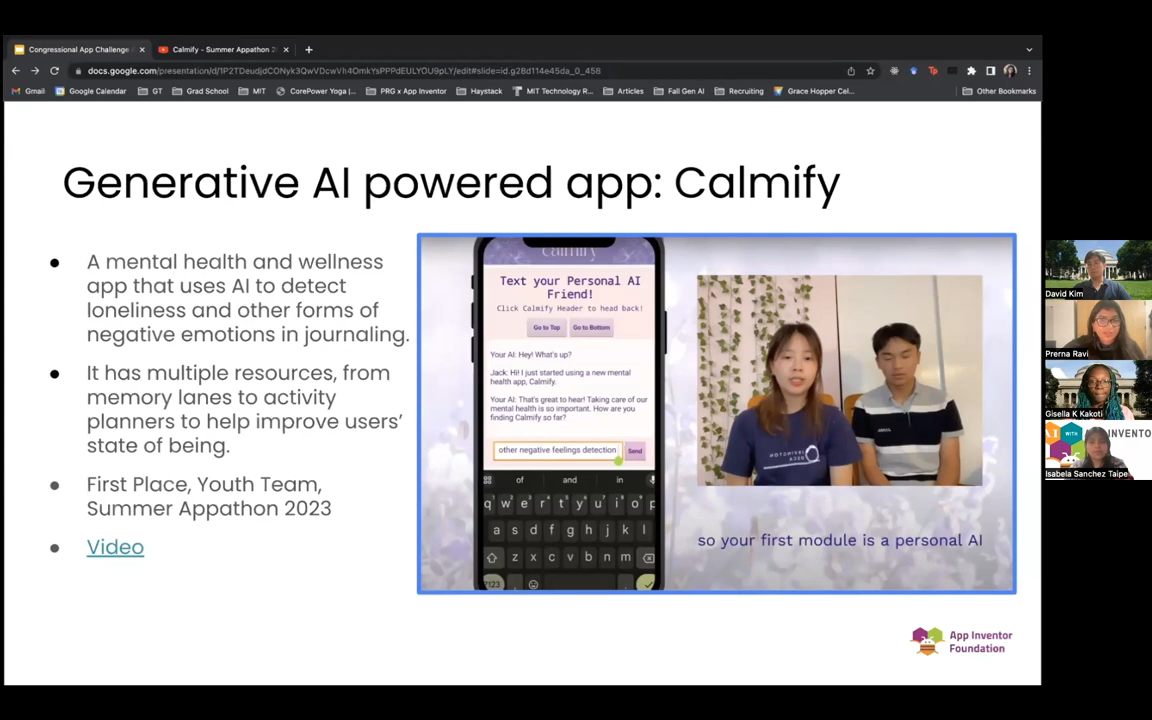 Congressional App Challenge
Calmify - Summer Appathon 2
docs.google.com/presentation/d/1P2TDeudjdCONyk3QwVDcwVh4OmkYsPPPdEULYOU9pLY/edit#slide=id.g28d114e45da_0_458
Gmail
Google Calendar
GT
Grad School
MIT
CorePower Yoga |...
PRG x App Inventor
Haystack
MIT Technology R...
Articles
Fall Gen AI
Recruiting
Grace Hopper Cel...
Other Bookmarks
Generative AI powered app: Calmify
A mental health and wellness
app that uses AI to detect
loneliness and other forms of
negative emotions in journaling.
It has multiple resources, from
memory lanes to activity
planners to help improve users’
state of being.
First Place, Youth Team,
Summer Appathon 2023
Video
calmify
Text your Personal AI
Friend!
Click Calmify Header to head back!
Go to Top
Go to Bottom
Your AI: Hey! What's up?
Jack: Hi! I just started using a new mental
health app, Calmify.
Your AI: That's great to hear! Taking care of our
mental health is so important. How are you
finding Calmify so far?
other negative feelings detection
Send
of and in
q w e r t y u i o p
a s d f g h j k l
z x c v b n m
?123 , .
so your first module is a personal AI
App Inventor
Foundation
David Kim
Prerna Ravi
Gisella K Kakoti
AI WITH
INVENTO
Isabela Sanchez Taipe